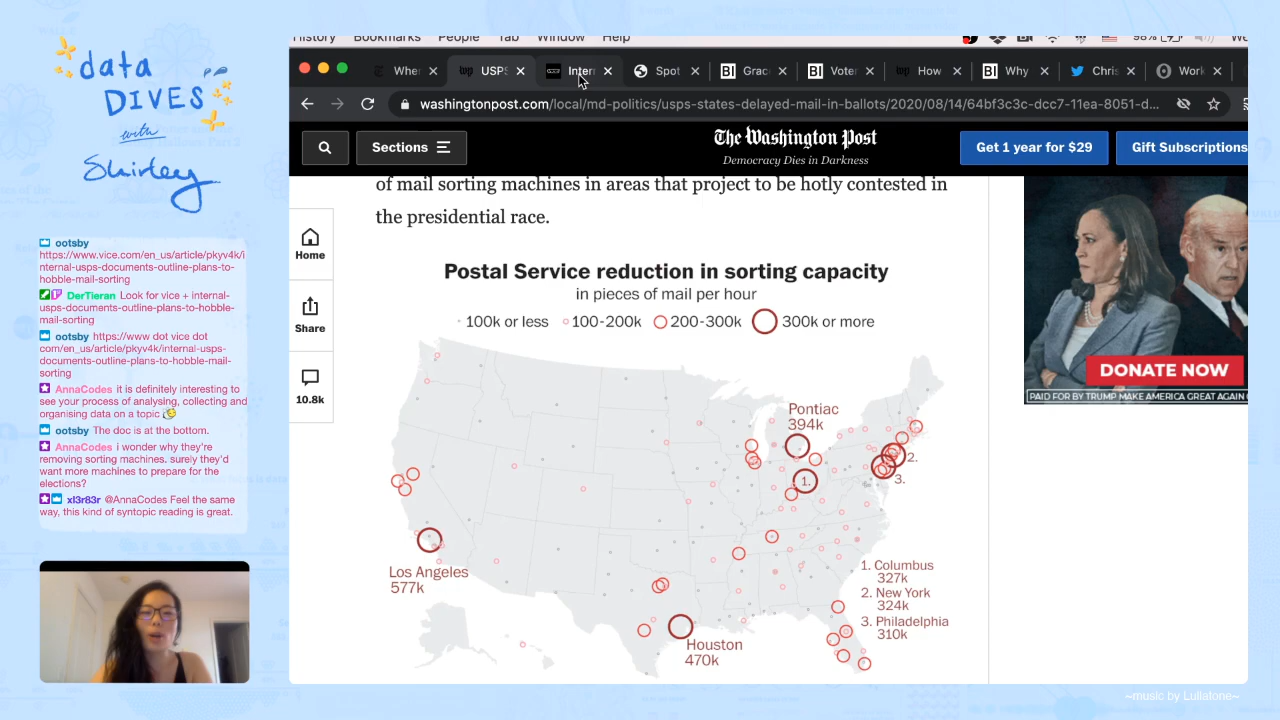 data
DIVES
with
Shirley
ootsby
https://www.vice.com/en_us/article/pkyv4k/i
nternal-usps-documents-outline-plans-to-
hobble-mail-sorting
DerTieran Look for vice + internal-
usps-documents-outline-plans-to-hobble-
mail-sorting
ootsby https://www dot vice dot
com/en_us/article/pkyv4k/internal-usps-
documents-outline-plans-to-hobble-mail-
sorting
AnnaCodes it is definitely interesting to
see your process of analysing, collecting and
organising data on a topic
ootsby The doc is at the bottom.
AnnaCodes i wonder why they're
removing sorting machines. surely they'd
want more machines to prepare for the
elections?
xl3r83r @AnnaCodes Feel the same
way, this kind of syntopic reading is great.
History Bookmarks People Tab Window Help 98%
Wher
USPS
Interr
Spot
Grac
Voter
How
Why
Chris
Work
washingtonpost.com/local/md-politics/usps-states-delayed-mail-in-ballots/2020/08/14/64bf3c3c-dcc7-11ea-8051-d...
Sections
The Washington Post
Democracy Dies in Darkness
Get 1 year for $29
Gift Subscriptions
of mail sorting machines in areas that project to be hotly contested in
the presidential race.
Home
Share
10.8k
Postal Service reduction in sorting capacity
in pieces of mail per hour
100k or less 100-200k 200-300k 300k or more
Pontiac
394k
1.
2.
3.
Los Angeles
577k
Houston
470k
1. Columbus
327k
2. New York
324k
3. Philadelphia
310k
DONATE NOW
PAID FOR BY TRUMP MAKE AMERICA GREAT AGAIN
~music by Lullatone~